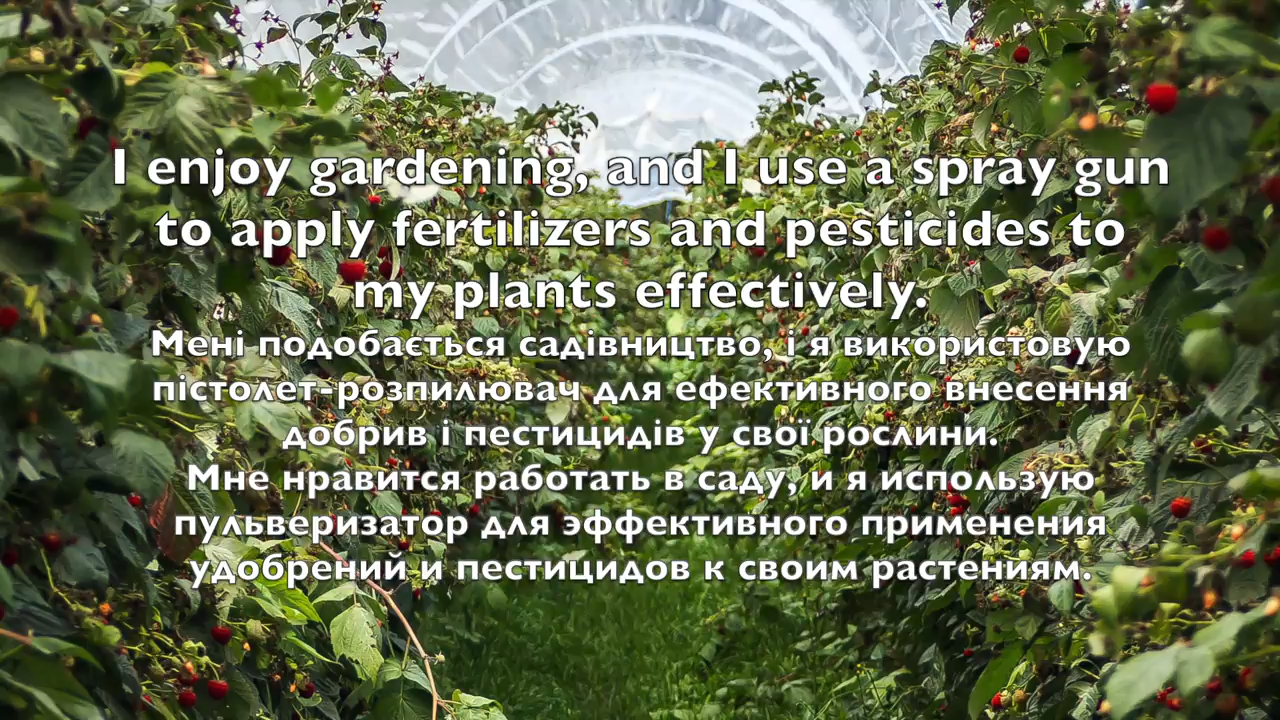 I enjoy gardening, and I use a spray gun
to apply fertilizers and pesticides to
my plants effectively.
Мені подобається садівництво, і я використовую
пістолет-розпилювач для ефективного внесення
добрив і пестицидів у свої рослини.
Мне нравится работать в саду, и я использую
пульверизатор для эффективного применения
удобрений и пестицидов к своим растениям.